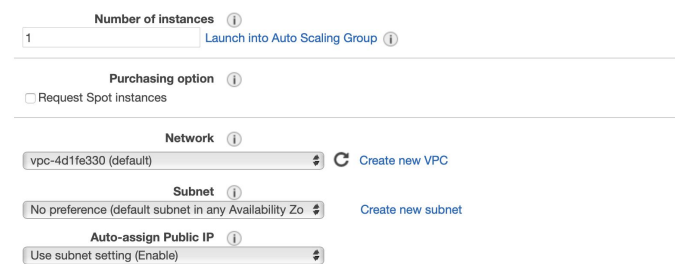 Number of instances
1 Launch into Auto Scaling Group
Purchasing option
Request Spot instances
Network
vpc-4d1fe330 (default) Create new VPC
Subnet
No preference (default subnet in any Availability Zo Create new subnet
Auto-assign Public IP
Use subnet setting (Enable)